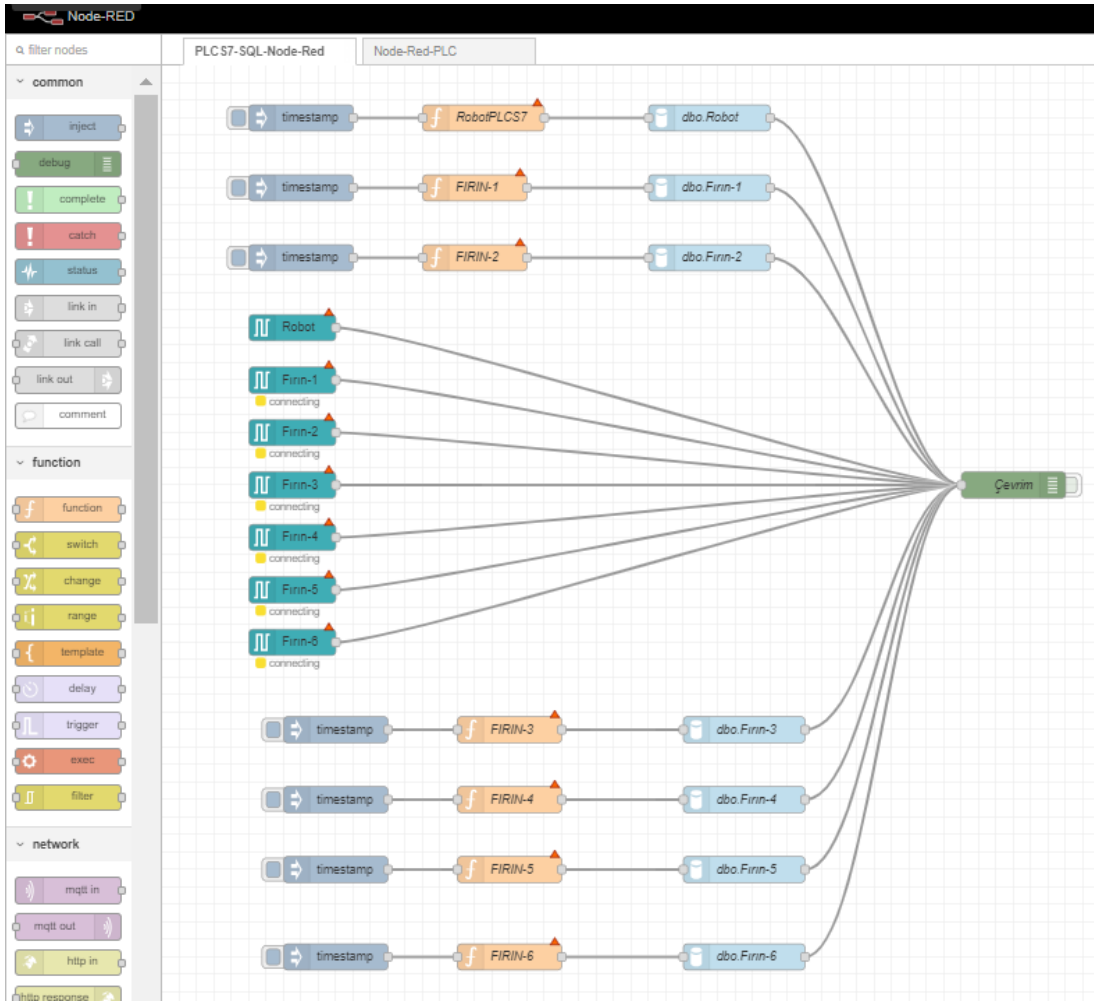 Node-RED
filter nodes
common
inject
debug
complete
catch
status
link in
link call
link out
comment
function
function
switch
change
range
template
delay
trigger
exec
filter
network
mqtt in
mqtt out
http in
http response
PLCS7-SQL-Node-Red
Node-Red-PLC
timestamp
RobotPLCS7
dbo.Robot
timestamp
FIRIN-1
dbo.Fırın-1
timestamp
FIRIN-2
dbo.Fırın-2
Robot
Fırın-1
connecting
Fırın-2
connecting
Fırın-3
connecting
Fırın-4
connecting
Fırın-5
connecting
Fırın-6
connecting
Çevrim
timestamp
FIRIN-3
dbo.Fırın-3
timestamp
FIRIN-4
dbo.Fırın-4
timestamp
FIRIN-5
dbo.Fırın-5
timestamp
FIRIN-6
dbo.Fırın-6